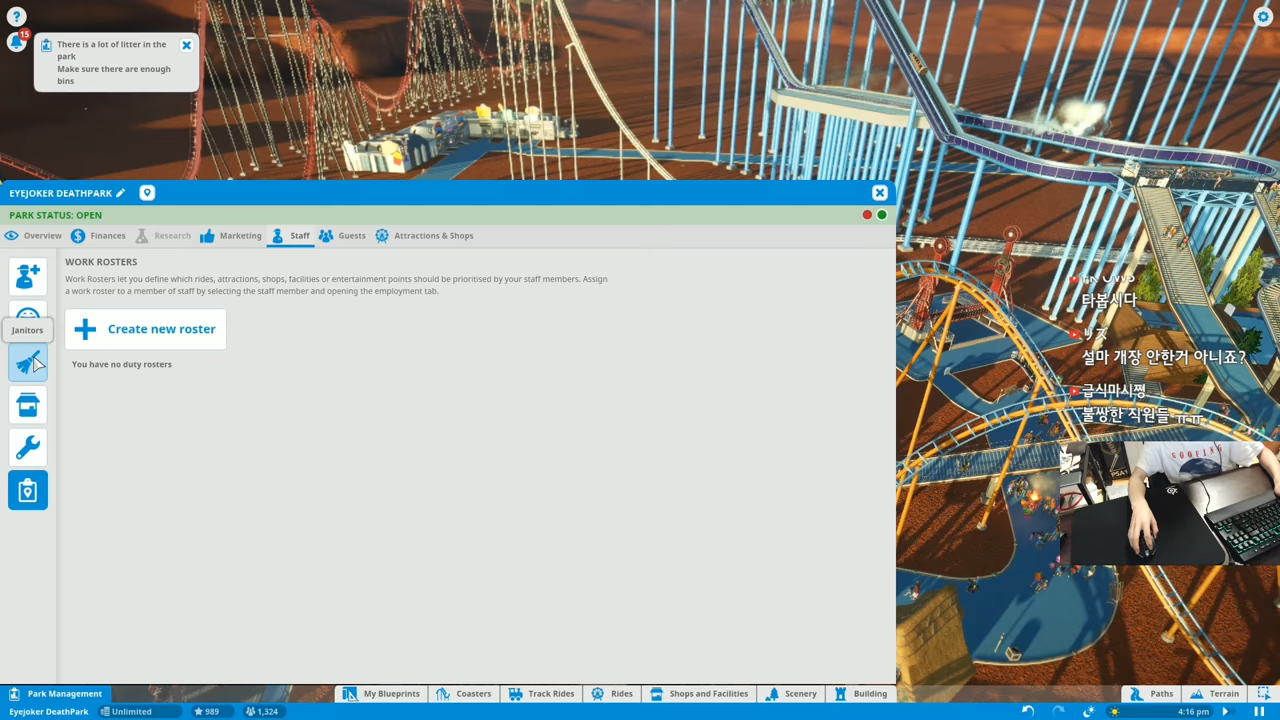 15
There is a lot of litter in the
park
Make sure there are enough
bins
EYEJOKER DEATHPARK
PARK STATUS: OPEN
Overview
Finances
Research
Marketing
Staff
Guests
Attractions & Shops
WORK ROSTERS
Work Rosters let you define which rides, attractions, shops, facilities or entertainment points should be prioritised by your staff members. Assign
a work roster to a member of staff by selecting the staff member and opening the employment tab.
Janitors
Create new roster
You have no duty rosters
타봅시다
リズ
설마 개장 안한거 아니죠?
급식마시쪙
불쌍한 직원들 ㅠㅠ
Park Management
My Blueprints
Coasters
Track Rides
Rides
Shops and Facilities
Scenery
Building
Paths
Terrain
Eyejoker DeathPark
Unlimited
989
1,324
4:16 pm